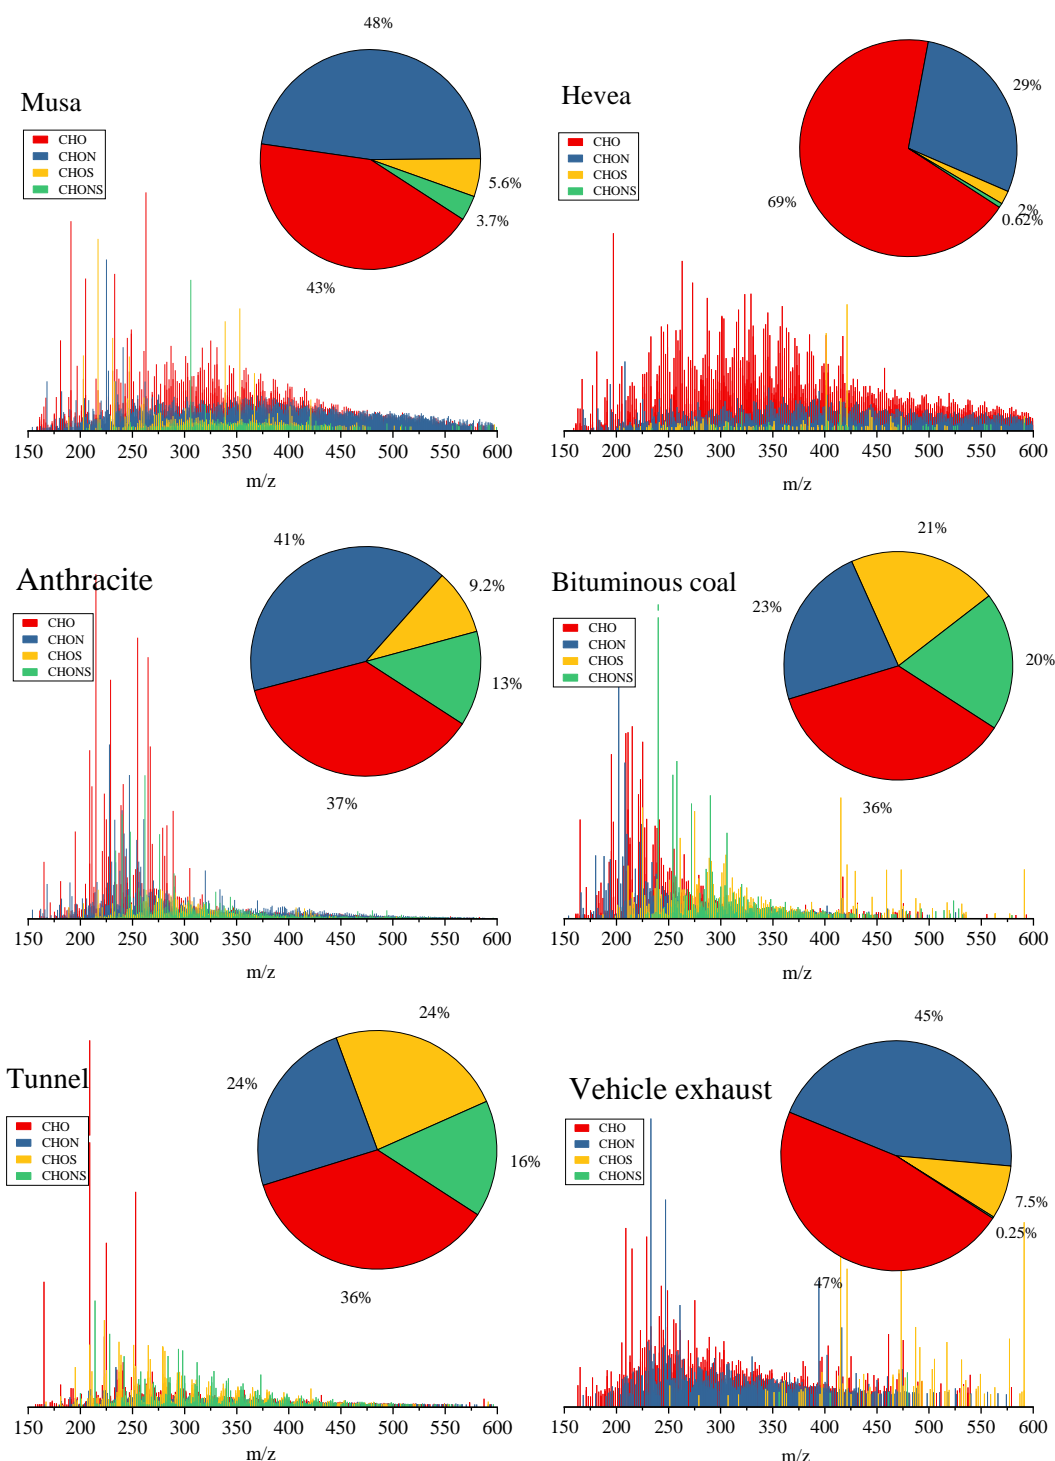 48%
Musa
CHO
CHON
CHOS
CHONS
5.6%
3.7%
43%
150 200 250 300 350 400 450 500 550 600
m/z
Hevea
CHO
CHON
CHOS
CHONS
29%
69%
2%
0.62%
150 200 250 300 350 400 450 500 550 600
m/z
41%
Anthracite
9.2%
CHO
CHON
CHOS
CHONS
13%
37%
150 200 250 300 350 400 450 500 550 600
m/z
21%
Bituminous coal
23%
CHO
CHON
CHOS
CHONS
20%
36%
150 200 250 300 350 400 450 500 550 600
m/z
24%
Tunnel
24%
CHO
CHON
CHOS
CHONS
16%
36%
150 200 250 300 350 400 450 500 550 600
m/z
45%
Vehicle exhaust
CHO
CHON
CHOS
CHONS
7.5%
0.25%
47%
150 200 250 300 350 400 450 500 550 600
m/z